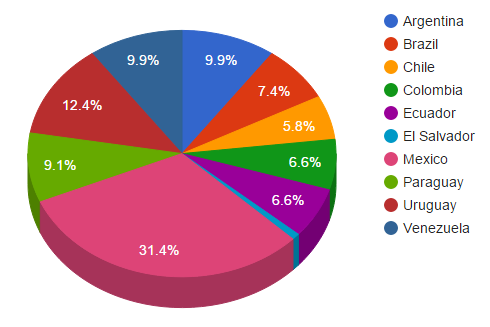 9.9%
9.9%
7.4%
5.8%
6.6%
6.6%
31.4%
9.1%
12.4%
Argentina
Brazil
Chile
Colombia
Ecuador
El Salvador
Mexico
Paraguay
Uruguay
Venezuela